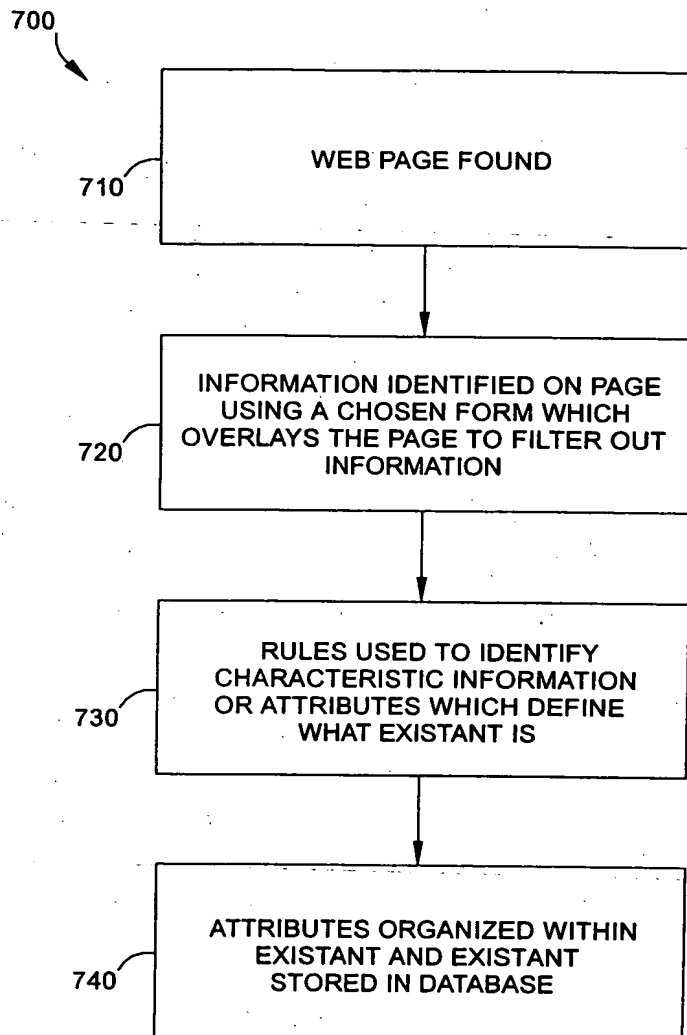 700
WEB PAGE FOUND
710
INFORMATION IDENTIFIED ON PAGE
USING A CHOSEN FORM WHICH
OVERLAYS THE PAGE TO FILTER OUT
INFORMATION
720
RULES USED TO IDENTIFY
CHARACTERISTIC INFORMATION
OR ATTRIBUTES WHICH DEFINE
WHAT EXISTANT IS
730
ATTRIBUTES ORGANIZED WITHIN
EXISTANT AND EXISTANT
STORED IN DATABASE
740